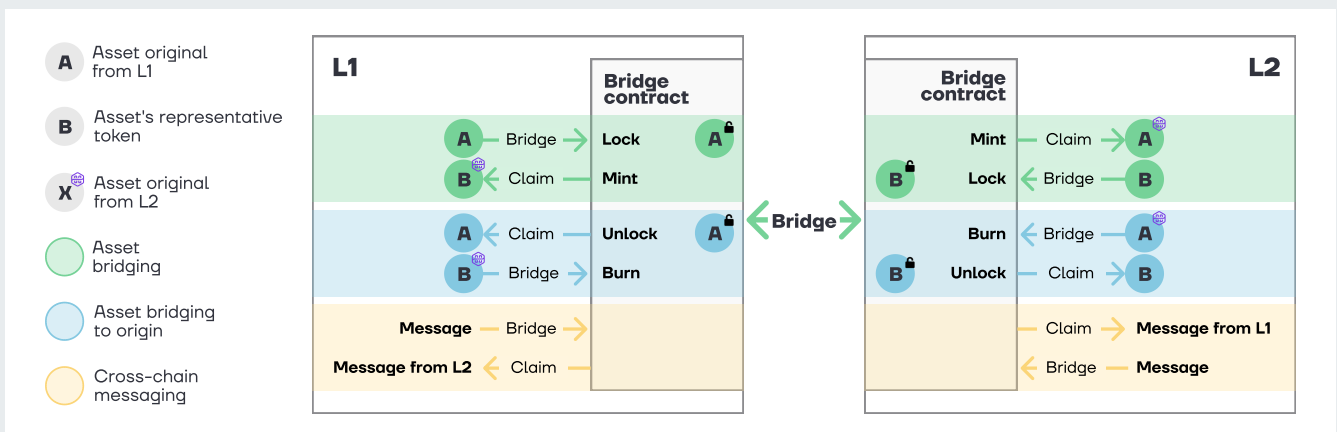 A Asset original
from L1
B Asset's representative
token
X Asset original
from L2
Asset
bridging
Asset bridging
to origin
Cross-chain
messaging
L1
Bridge
contract
A Bridge Lock A
B Claim Mint
A Claim Unlock A
B Bridge Burn
Message Bridge
Message from L2 Claim
Bridge
L2
Bridge
contract
Mint Claim A
B Lock Bridge B
Burn Bridge A
B Unlock Claim B
Claim Message from L1
Bridge Message